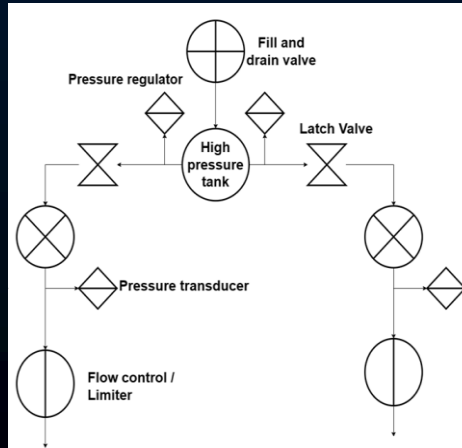 Fill and
drain valve
Pressure regulator
Latch Valve
High
pressure
tank
Pressure transducer
Flow control /
Limiter